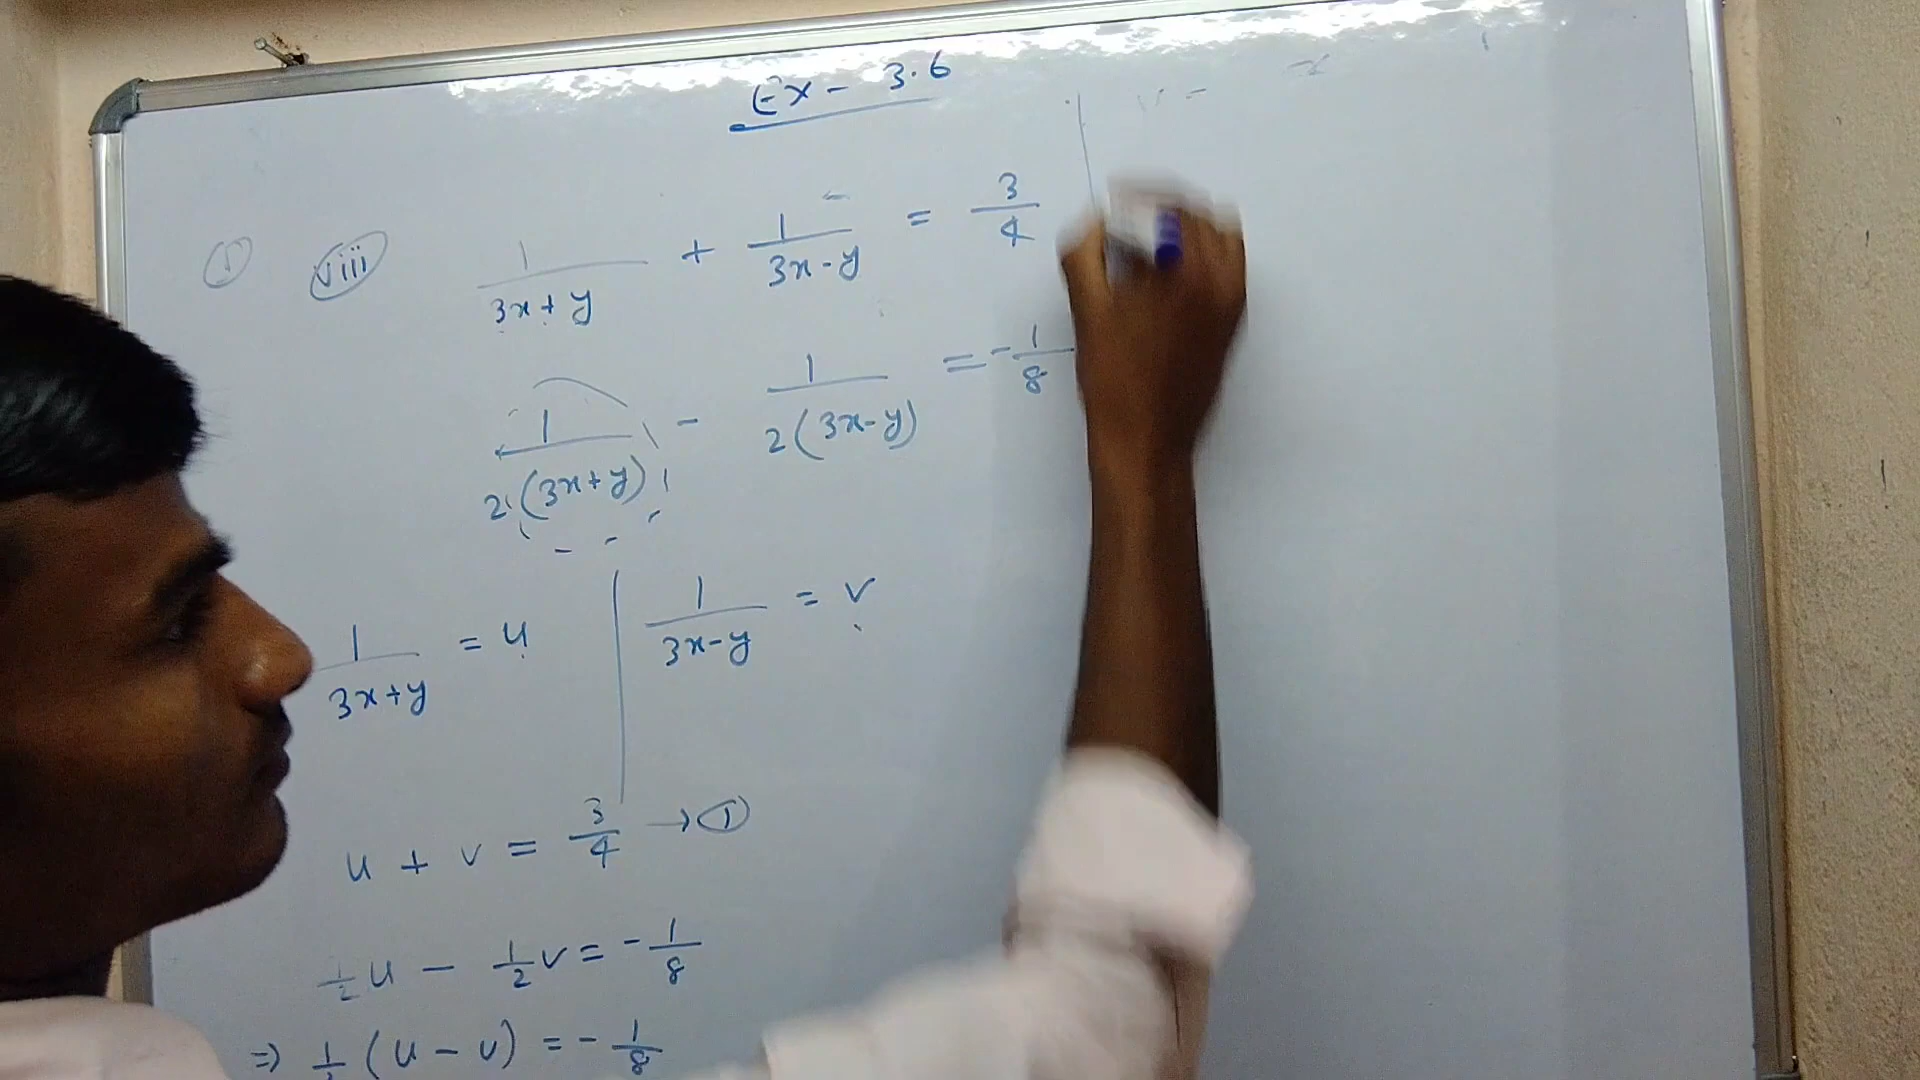 Ex - 3.6
① viii 1/(3x+y) + 1/(3x-y) = 3/4
1/(2(3x+y)) - 1/(2(3x-y)) = -1/8
1/(3x+y) = u | 1/(3x-y) = v
u + v = 3/4 → ①
1/2 u - 1/2 v = - 1/8
⇒ 1/2 (u - v) = - 1/8